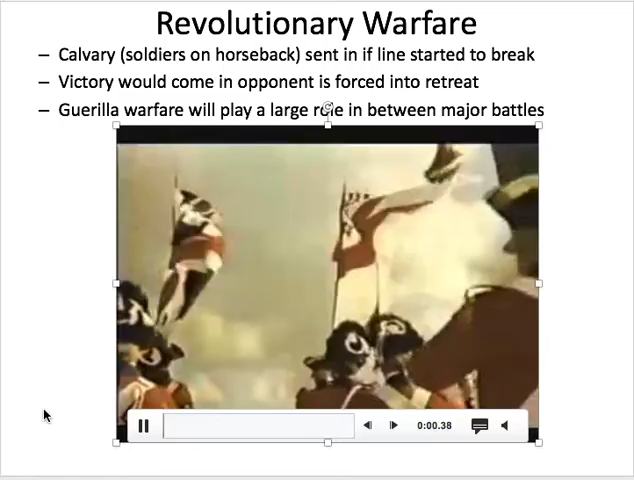 Revolutionary Warfare
– Calvary (soldiers on horseback) sent in if line started to break
– Victory would come in opponent is forced into retreat
– Guerilla warfare will play a large role in between major battles
0:00.38